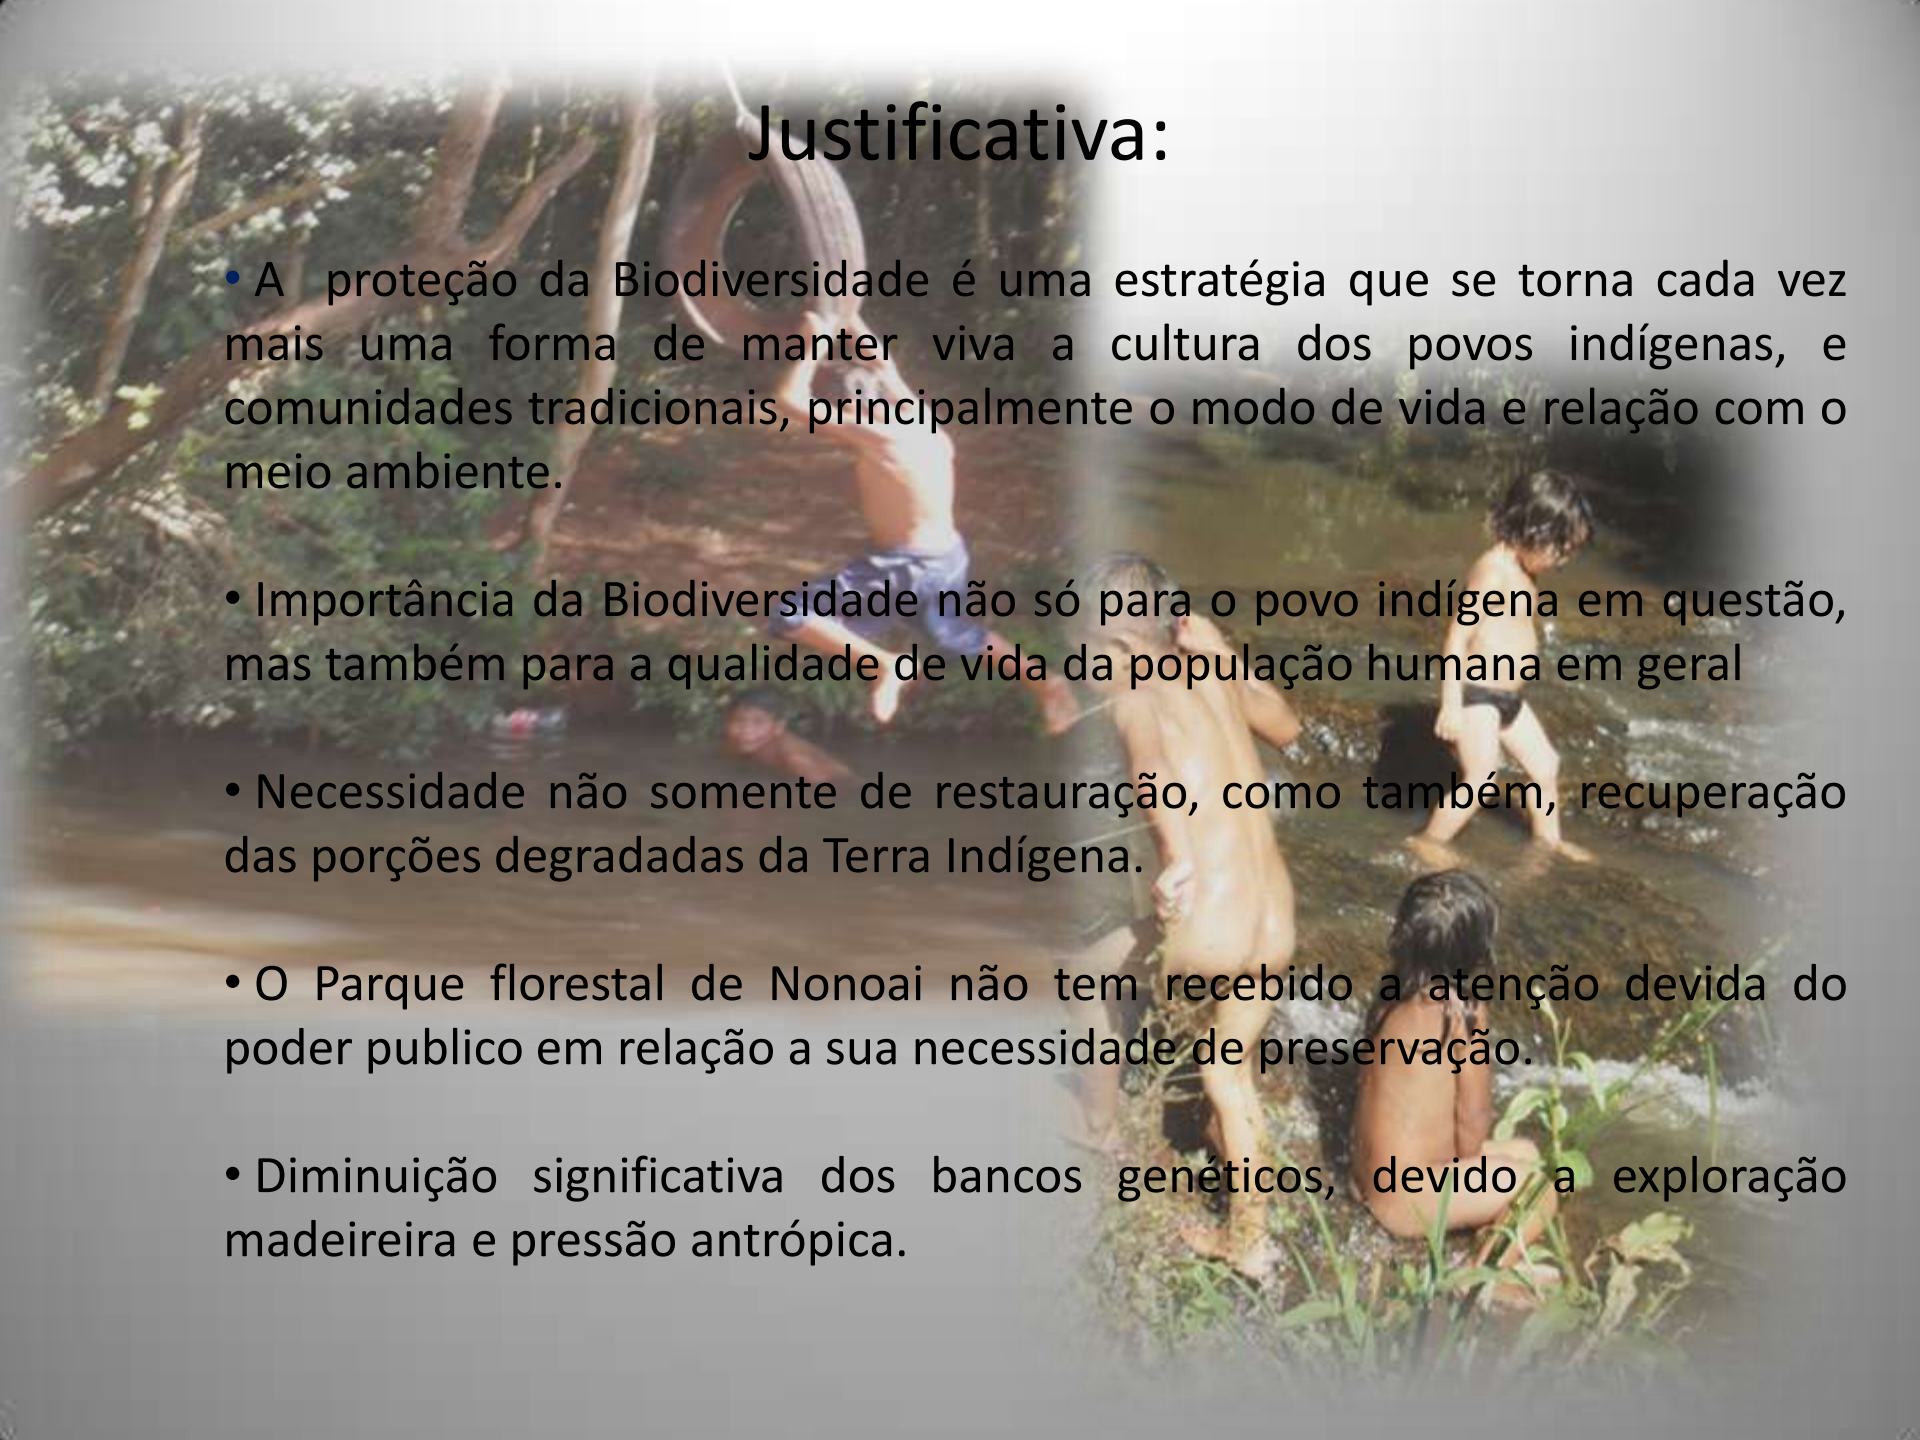 Justificativa:
• A proteção da Biodiversidade é uma estratégia que se torna cada vez
mais uma forma de manter viva a cultura dos povos indígenas, e
comunidades tradicionais, principalmente o modo de vida e relação com o
meio ambiente.
• Importância da Biodiversidade não só para o povo indígena em questão,
mas também para a qualidade de vida da população humana em geral
• Necessidade não somente de restauração, como também, recuperação
das porções degradadas da Terra Indígena.
• O Parque florestal de Nonoai não tem recebido a atenção devida do
poder publico em relação a sua necessidade de preservação.
• Diminuição significativa dos bancos genéticos, devido a exploração
madeireira e pressão antrópica.